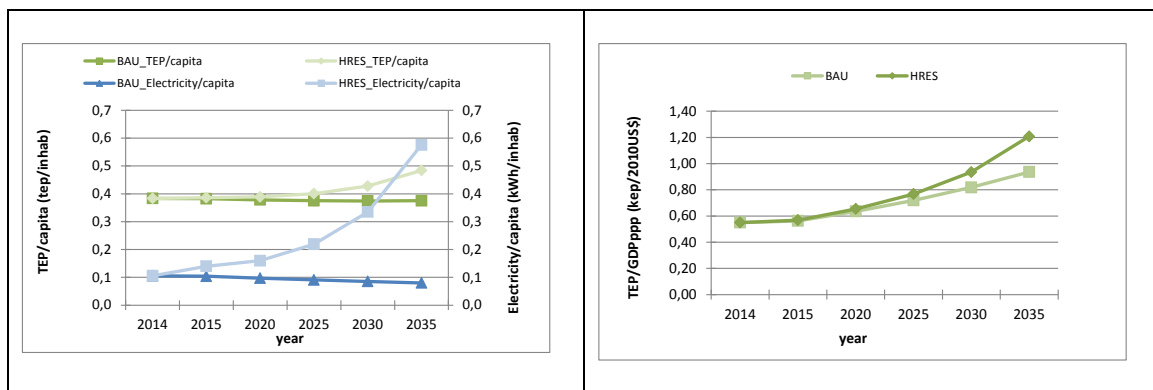 BAU_TEP/capita HRES_TEP/capita
BAU_Electricity/capita HRES_Electricity/capita
TEP/capita (tep/inhab)
0,7
0,6
0,5
0,4
0,3
0,2
0,1
0,0
0,7
0,6
0,5
0,4
0,3
0,2
0,1
0,0
Electricity/capita (kWh/inhab)
2014 2015 2020 2025 2030 2035
year
BAU HRES
TEP/GDPppp (kep/2010US$)
1,40
1,20
1,00
0,80
0,60
0,40
0,20
0,00
2014 2015 2020 2025 2030 2035
year